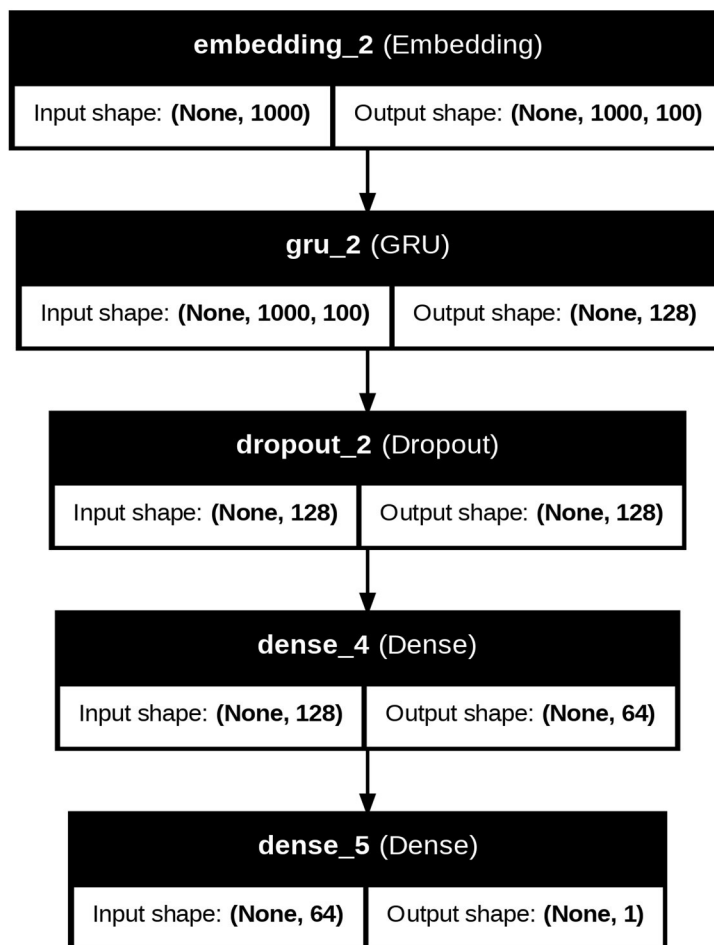 embedding_2 (Embedding)
Input shape: (None, 1000) Output shape: (None, 1000, 100)
gru_2 (GRU)
Input shape: (None, 1000, 100) Output shape: (None, 128)
dropout_2 (Dropout)
Input shape: (None, 128) Output shape: (None, 128)
dense_4 (Dense)
Input shape: (None, 128) Output shape: (None, 64)
dense_5 (Dense)
Input shape: (None, 64) Output shape: (None, 1)